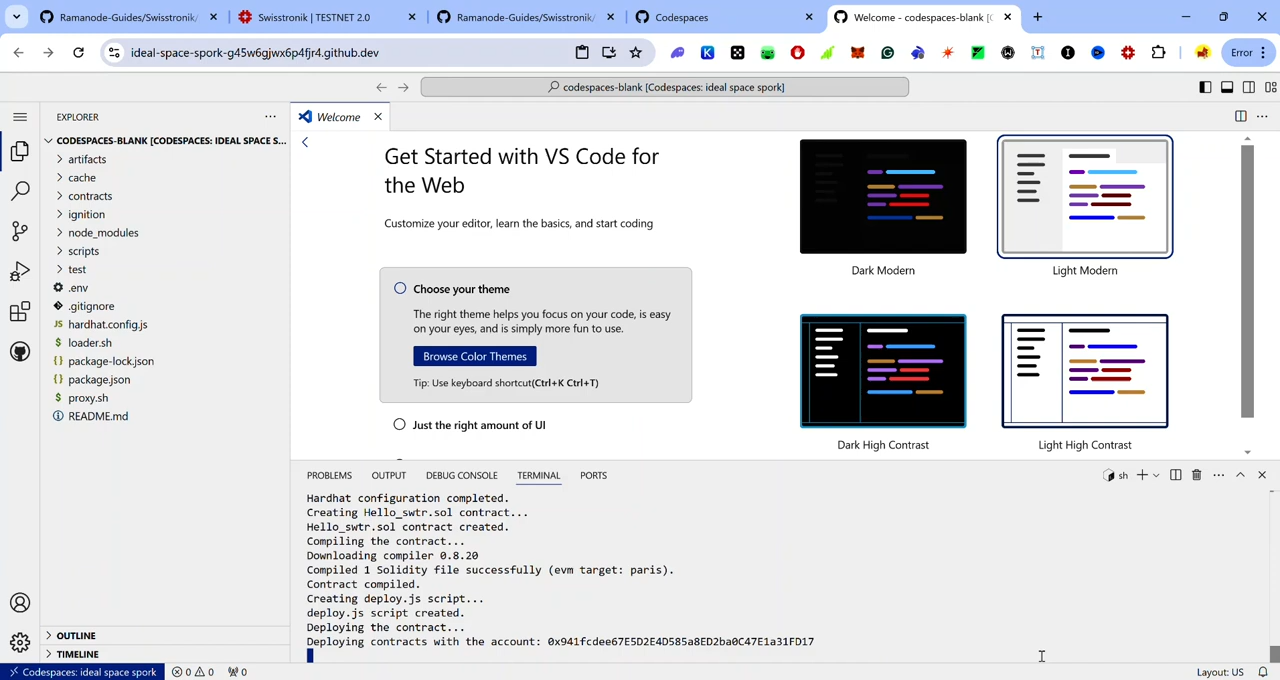 Ramanode-Guides/Swisstronik/
Swisstronik | TESTNET 2.0
Ramanode-Guides/Swisstronik/
Codespaces
Welcome - codespaces-blank [C
ideal-space-spork-g45w6qjwx6p4fjr4.github.dev
Error
codespaces-blank [Codespaces: ideal space spork]
EXPLORER
Welcome
CODESPACES-BLANK [CODESPACES: IDEAL SPACE S...
artifacts
cache
contracts
ignition
node_modules
scripts
test
.env
.gitignore
JS hardhat.config.js
$ loader.sh
{} package-lock.json
{} package.json
$ proxy.sh
README.md
OUTLINE
TIMELINE
Get Started with VS Code for
the Web
Customize your editor, learn the basics, and start coding
Choose your theme
The right theme helps you focus on your code, is easy
on your eyes, and is simply more fun to use.
Browse Color Themes
Tip: Use keyboard shortcut(Ctrl+K Ctrl+T)
Just the right amount of UI
Dark Modern
Light Modern
Dark High Contrast
Light High Contrast
PROBLEMS OUTPUT DEBUG CONSOLE TERMINAL PORTS
sh
Hardhat configuration completed.
Creating Hello_swtr.sol contract...
Hello_swtr.sol contract created.
Compiling the contract...
Downloading compiler 0.8.20
Compiled 1 Solidity file successfully (evm target: paris).
Contract compiled.
Creating deploy.js script...
deploy.js script created.
Deploying the contract...
Deploying contracts with the account: 0x941fcdee67E5D2E4D585a8ED2ba0C47E1a31FD17
Codespaces: ideal space spork 0 0 0 Layout: US